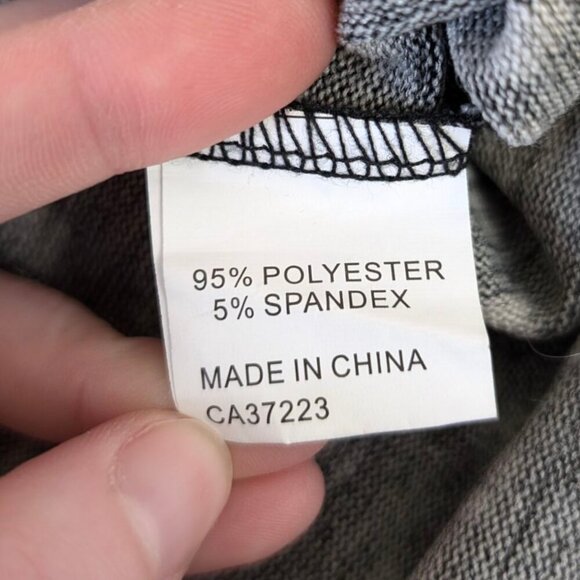 95% POLYESTER
5% SPANDEX
MADE IN CHINA
CA37223